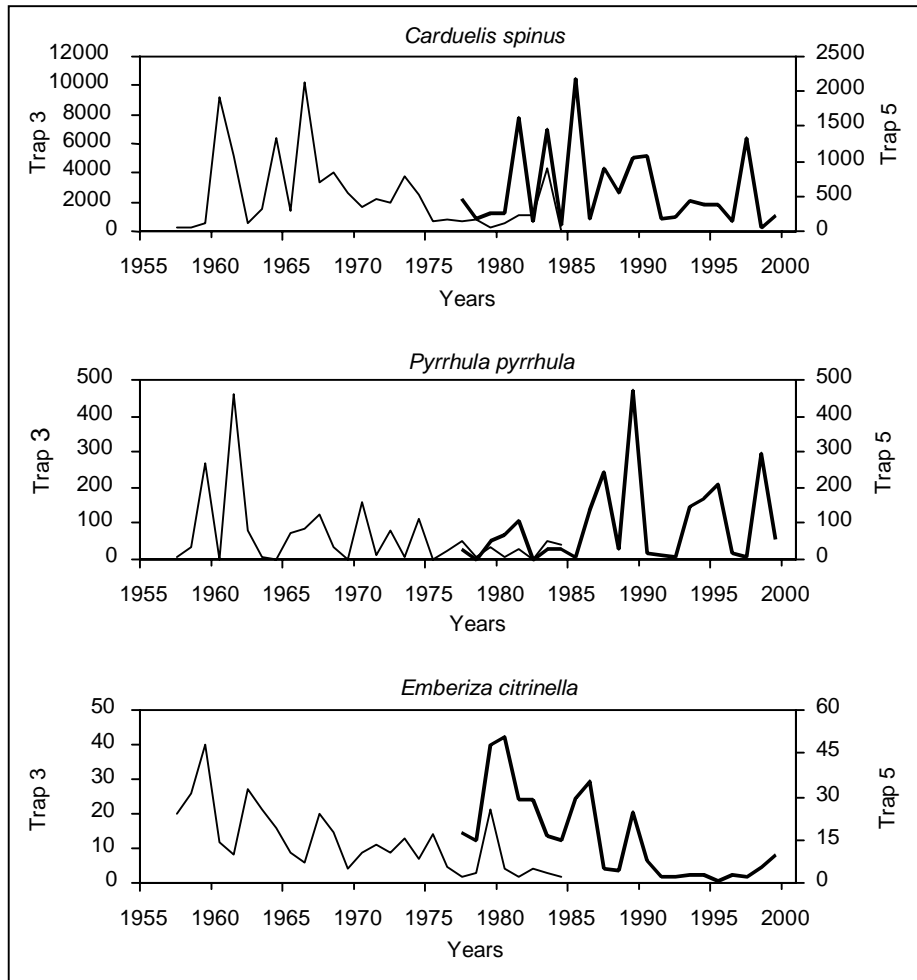 Carduelis spinus
12000 2500
10000 2000
8000 1500
6000 1000
4000 500
2000 0
0
Trap 3
Trap 5
1955 1960 1965 1970 1975 1980 1985 1990 1995 2000
Years
Pyrrhula pyrrhula
500 500
400 400
300 300
200 200
100 100
0 0
Trap 3
Trap 5
1955 1960 1965 1970 1975 1980 1985 1990 1995 2000
Years
Emberiza citrinella
50 60
40 45
30 30
20 15
10 0
0
Trap 3
Trap 5
1955 1960 1965 1970 1975 1980 1985 1990 1995 2000
Years